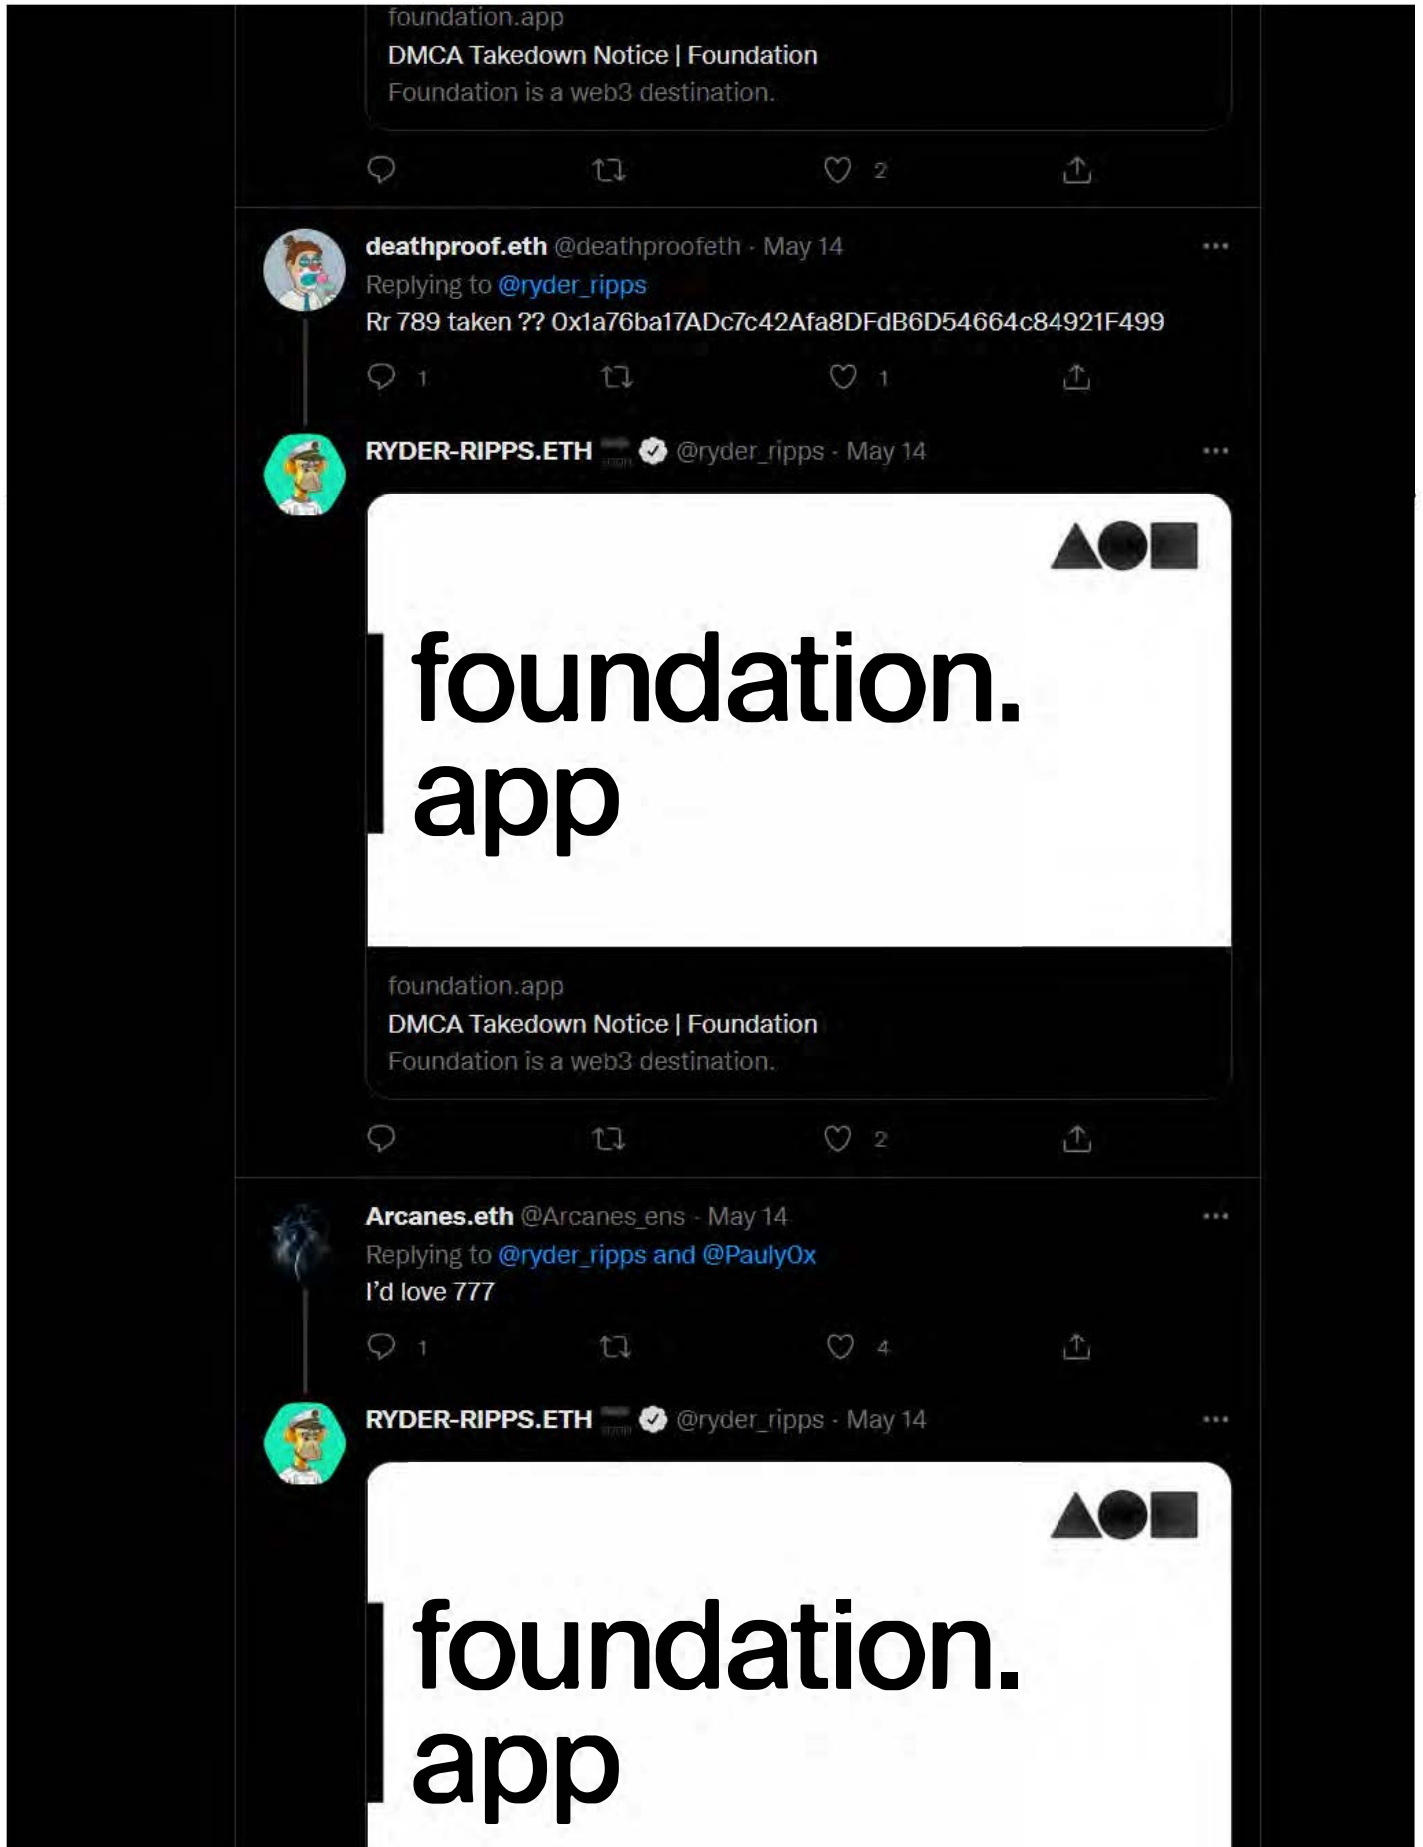 foundation.app
DMCA Takedown Notice | Foundation
Foundation is a web3 destination.
2
deathproof.eth @deathproofeth · May 14
Replying to @ryder_ripps
Rr 789 taken ?? 0x1a76ba17ADc7c42Afa8DFdB6D54664c84921F499
1 1
RYDER-RIPPS.ETH @ryder_ripps · May 14
foundation.
app
foundation.app
DMCA Takedown Notice | Foundation
Foundation is a web3 destination.
2
Arcanes.eth @Arcanes_ens · May 14
Replying to @ryder_ripps and @Pauly0x
I'd love 777
1 4
RYDER-RIPPS.ETH @ryder_ripps · May 14
foundation.
app